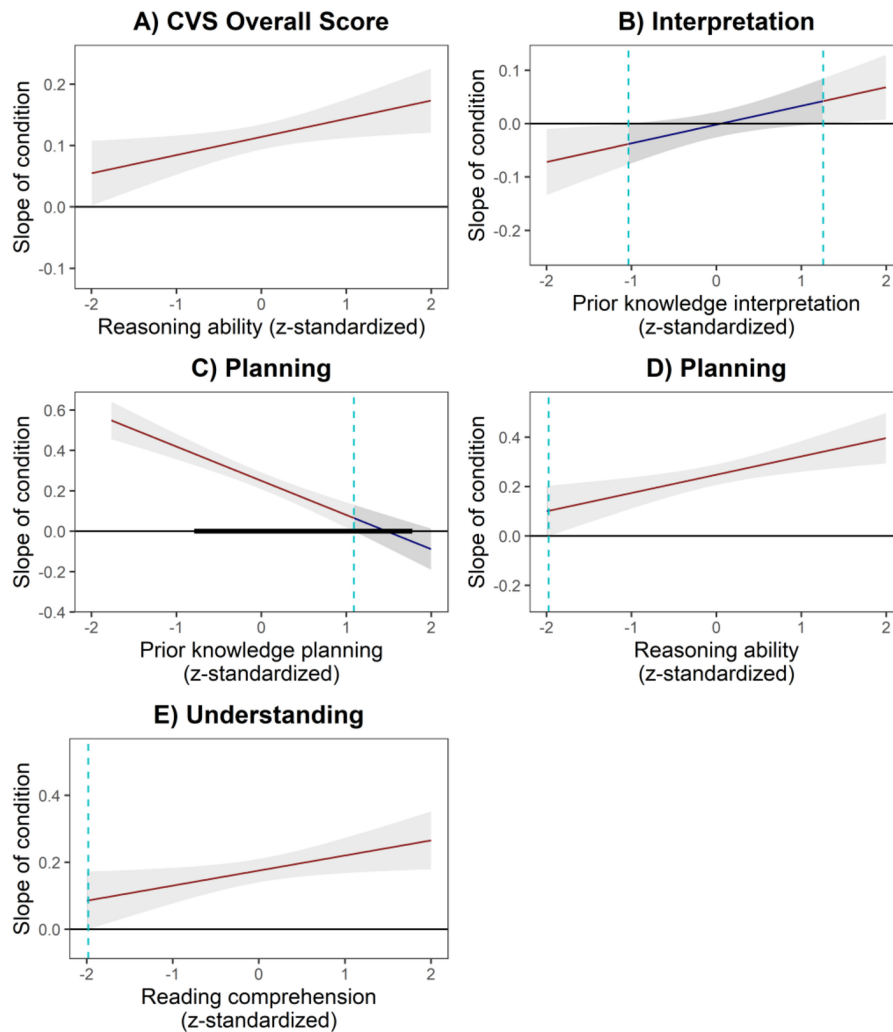 A) CVS Overall Score
Slope of condition
0.2
0.1
0.0
-0.1
-2
-1
0
1
2
Reasoning ability (z-standardized)
B) Interpretation
Slope of condition
0.1
0.0
-0.1
-0.2
-2
-1
0
1
2
Prior knowledge interpretation
(z-standardized)
C) Planning
Slope of condition
0.6
0.4
0.2
0.0
-0.2
-0.4
-2
-1
0
1
2
Prior knowledge planning
(z-standardized)
D) Planning
Slope of condition
0.4
0.2
0.0
-0.2
-2
-1
0
1
2
Reasoning ability
(z-standardized)
E) Understanding
Slope of condition
0.4
0.2
0.0
-2
-1
0
1
2
Reading comprehension
(z-standardized)